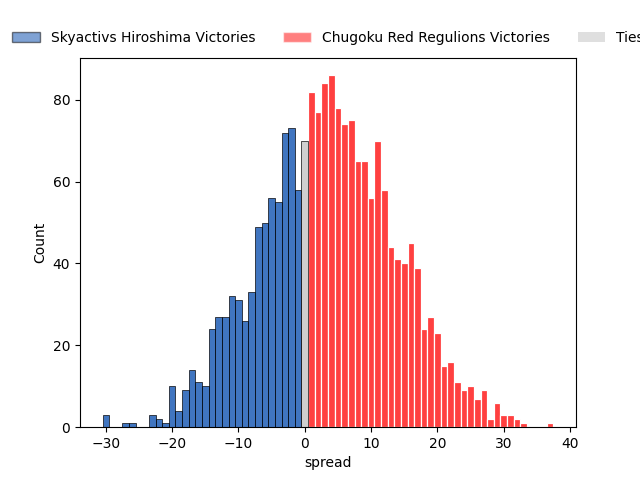 Skyactivs Hiroshima Victories Chugoku Red Regulions Victories Ties
80
60
40
20
0
Count
−30 −20 −10 0 10 20 30 40
spread